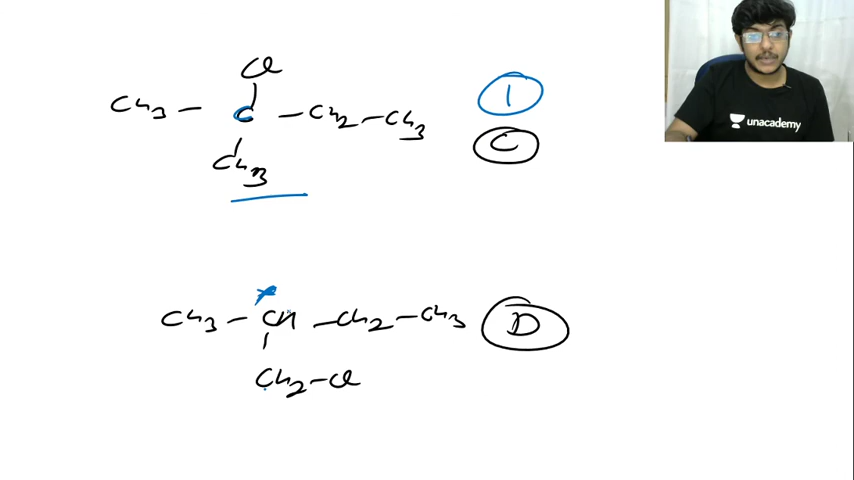 Cl
CH3 - C - CH2 - CH3 1
CH3 C
unacademy
*
CH3 - CH - CH2 - CH3 D
CH2 - Cl